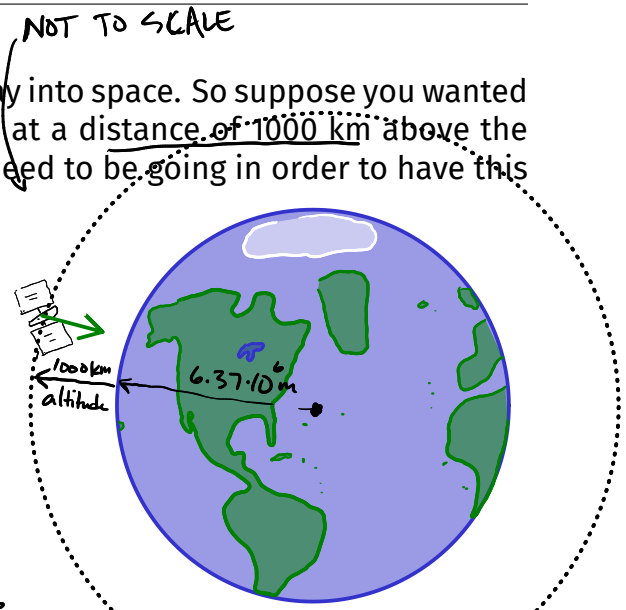 NOT TO SCALE
y into space. So suppose you wanted
at a distance of 1000 km above the
eed to be going in order to have this
1000km
altitude
6.37·10⁶m